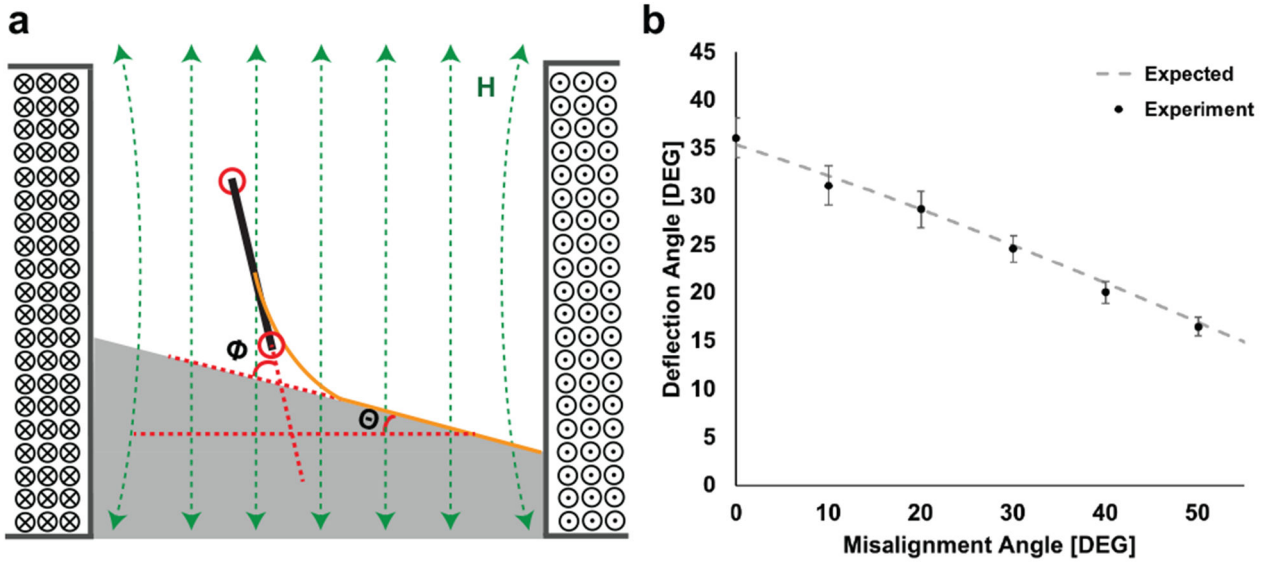 a
H
Φ
Θ
b
Deflection Angle [DEG]
45
40
35
30
25
20
15
10
5
0
0 10 20 30 40 50
Misalignment Angle [DEG]
Expected
Experiment